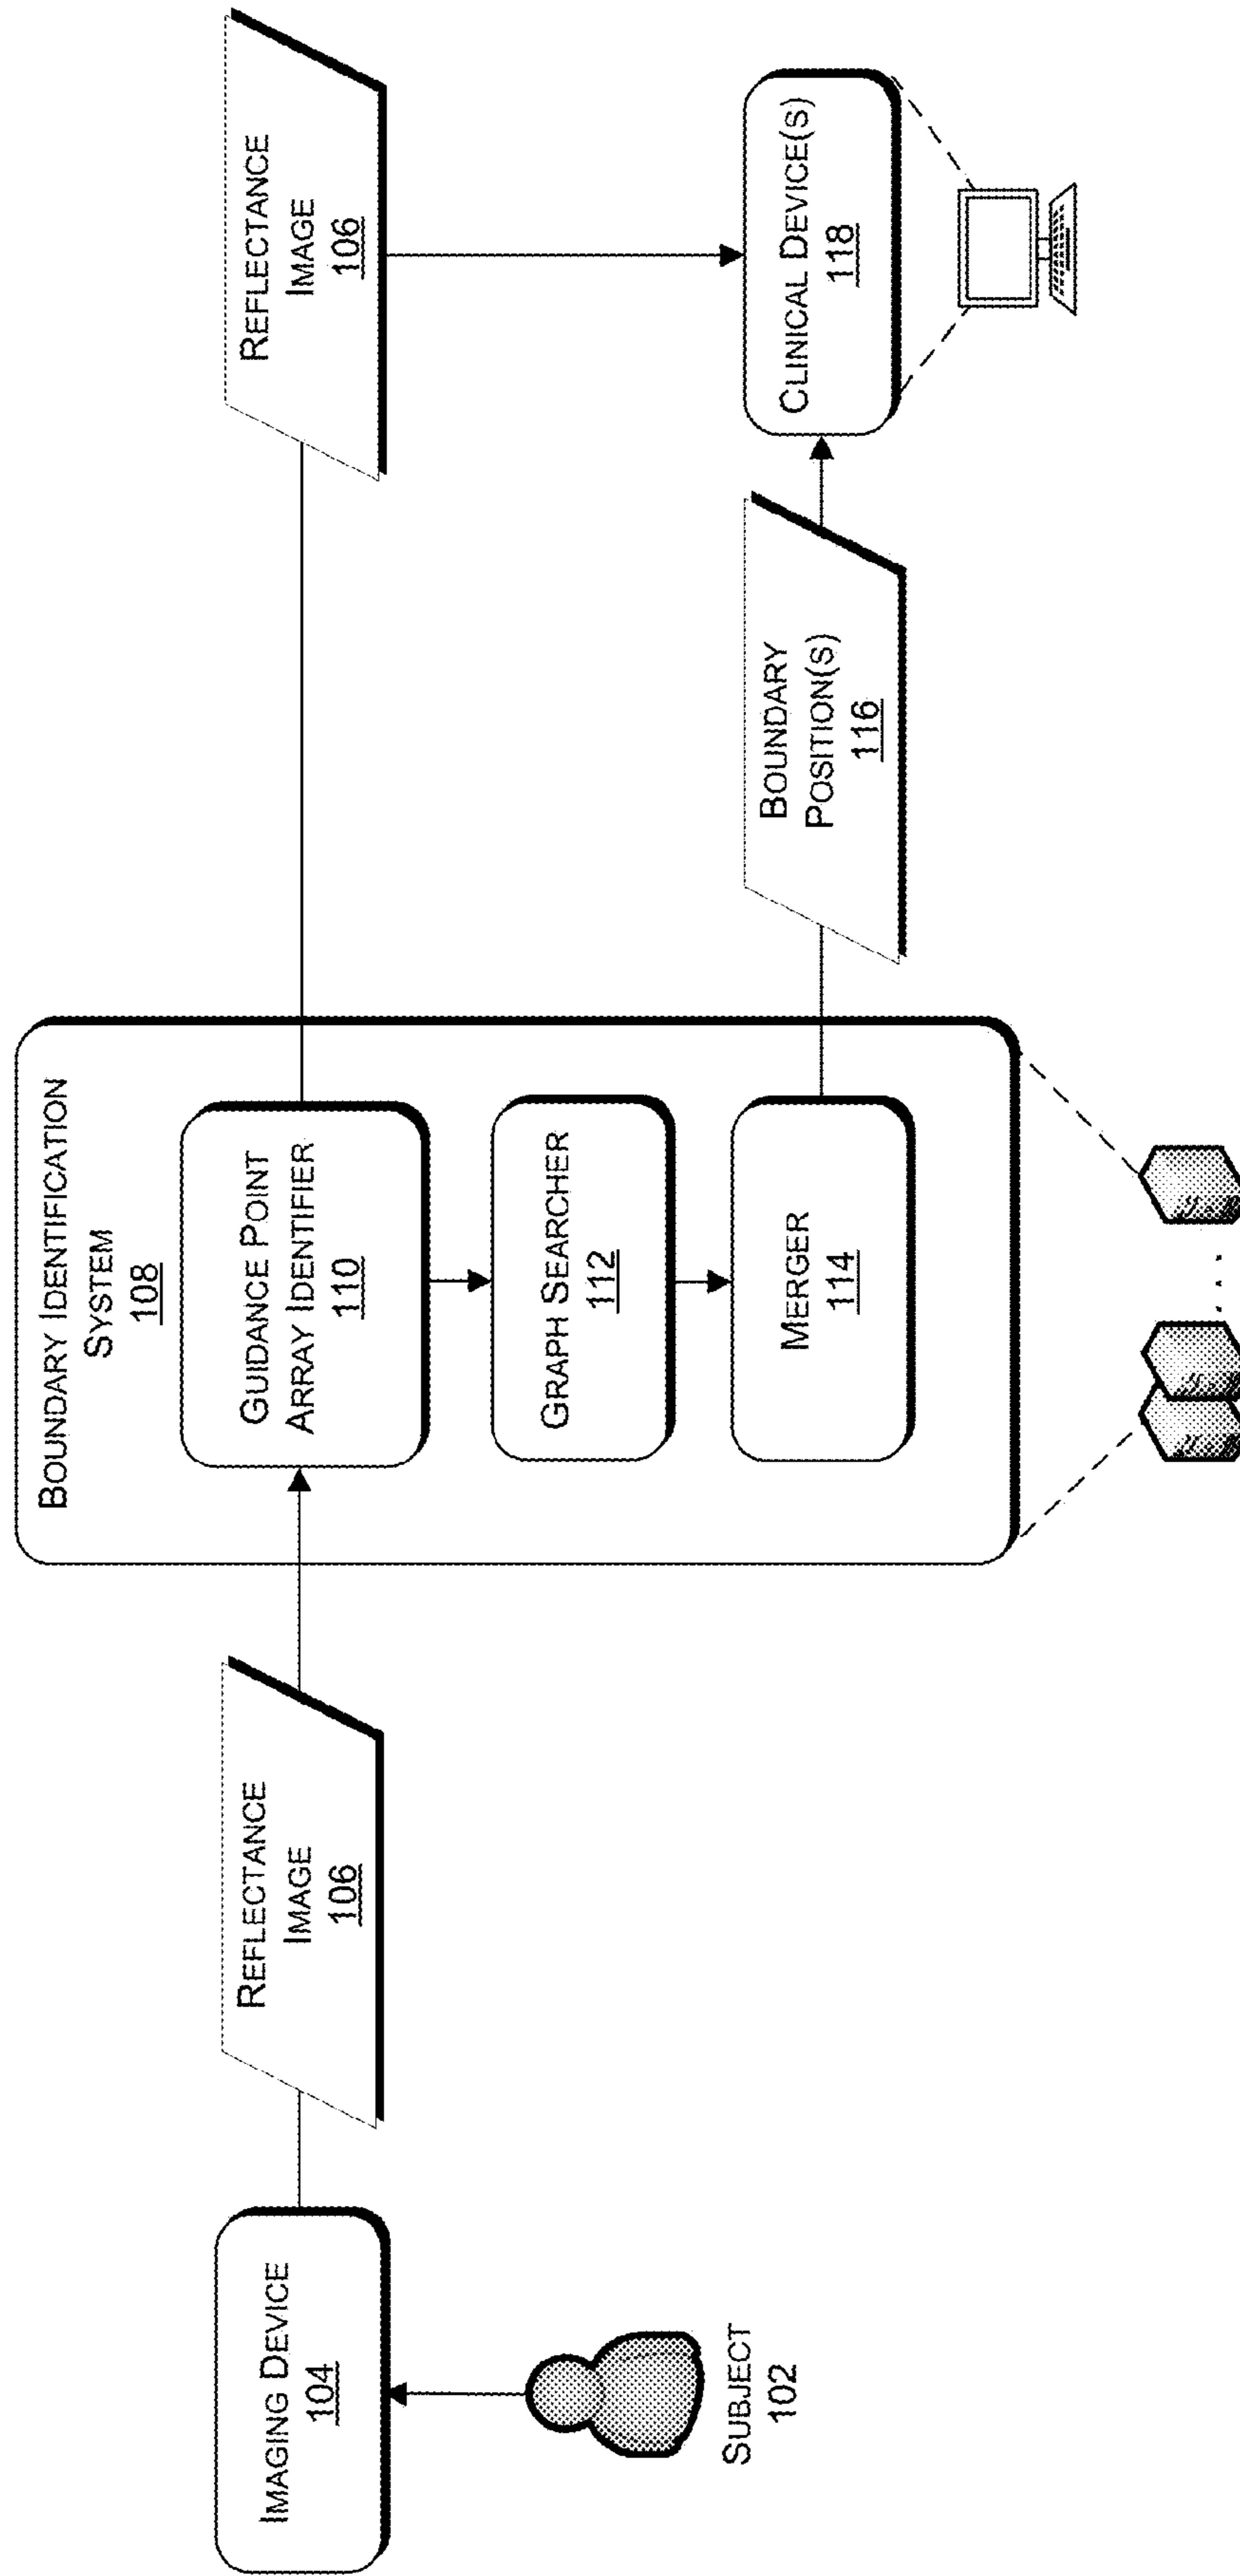 SUBJECT
102
IMAGING DEVICE
104
REFLECTANCE
IMAGE
106
BOUNDARY IDENTIFICATION
SYSTEM
108
GUIDANCE POINT
ARRAY IDENTIFIER
110
GRAPH SEARCHER
112
MERGER
114
REFLECTANCE
IMAGE
106
BOUNDARY
POSITION(S)
116
CLINICAL DEVICE(S)
118